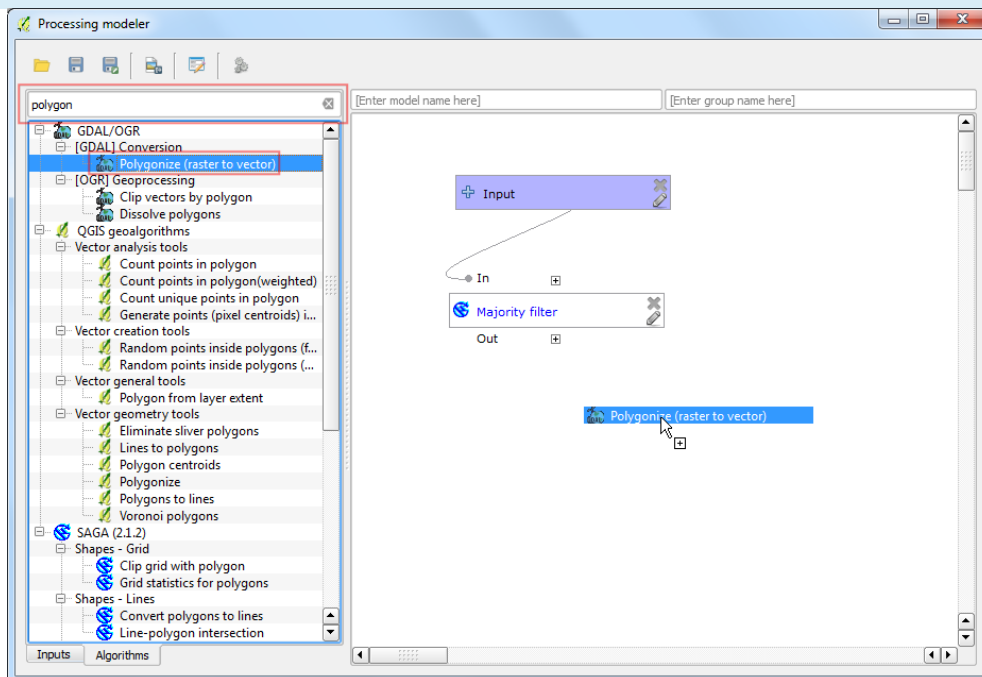 Processing modeler
polygon
[Enter model name here]
[Enter group name here]
GDAL/OGR
[GDAL] Conversion
Polygonize (raster to vector)
[OGR] Geoprocessing
Clip vectors by polygon
Dissolve polygons
QGIS geoalgorithms
Vector analysis tools
Count points in polygon
Count points in polygon(weighted)
Count unique points in polygon
Generate points (pixel centroids) i...
Vector creation tools
Random points inside polygons (f...
Random points inside polygons (...
Vector general tools
Polygon from layer extent
Vector geometry tools
Eliminate sliver polygons
Lines to polygons
Polygon centroids
Polygonize
Polygons to lines
Voronoi polygons
SAGA (2.1.2)
Shapes - Grid
Clip grid with polygon
Grid statistics for polygons
Shapes - Lines
Convert polygons to lines
Line-polygon intersection
Inputs
Algorithms
Input
In
Majority filter
Out
Polygonize (raster to vector)